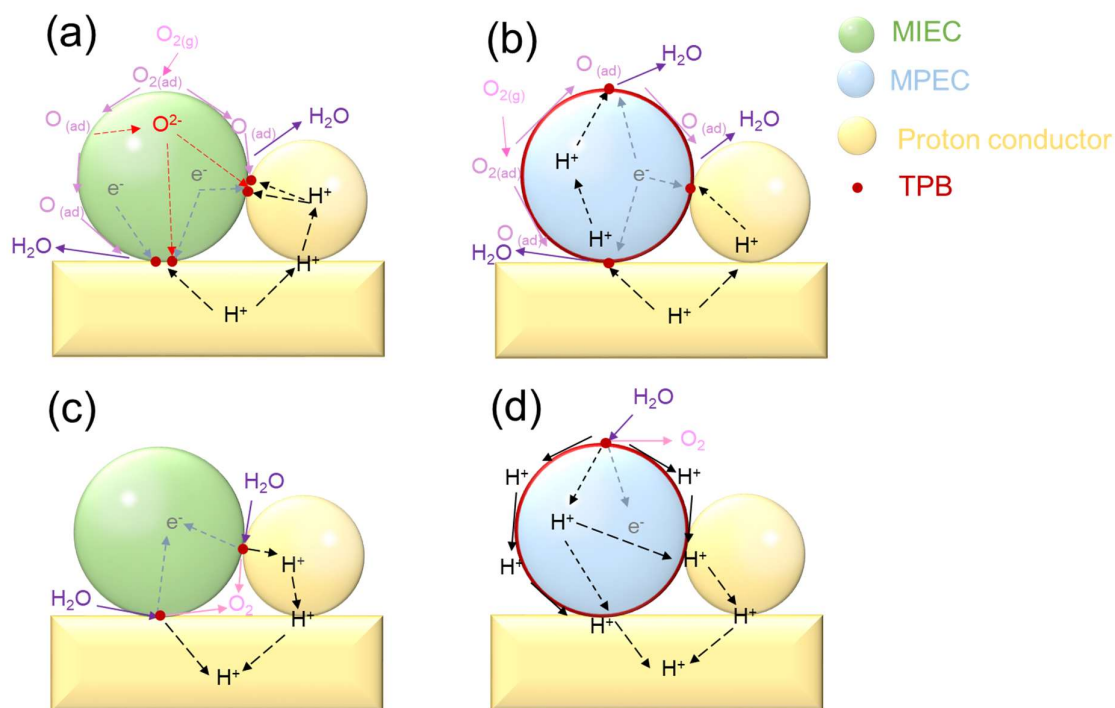 (a)
O2(g)
O2(ad)
O (ad)
O2-
O (ad)
H2O
e-
e-
H+
O (ad)
H2O
H+
H+
(b)
O (ad)
H2O
O2(g)
O (ad)
H2O
H+
O2(ad)
e-
H+
O (ad)
H+
H2O
H+
MIEC
MPEC
Proton conductor
TPB
(c)
H2O
e-
H+
H2O
O2
H+
H+
(d)
H2O
O2
H+
H+
H+
e-
H+
H+
H+
H+
H+